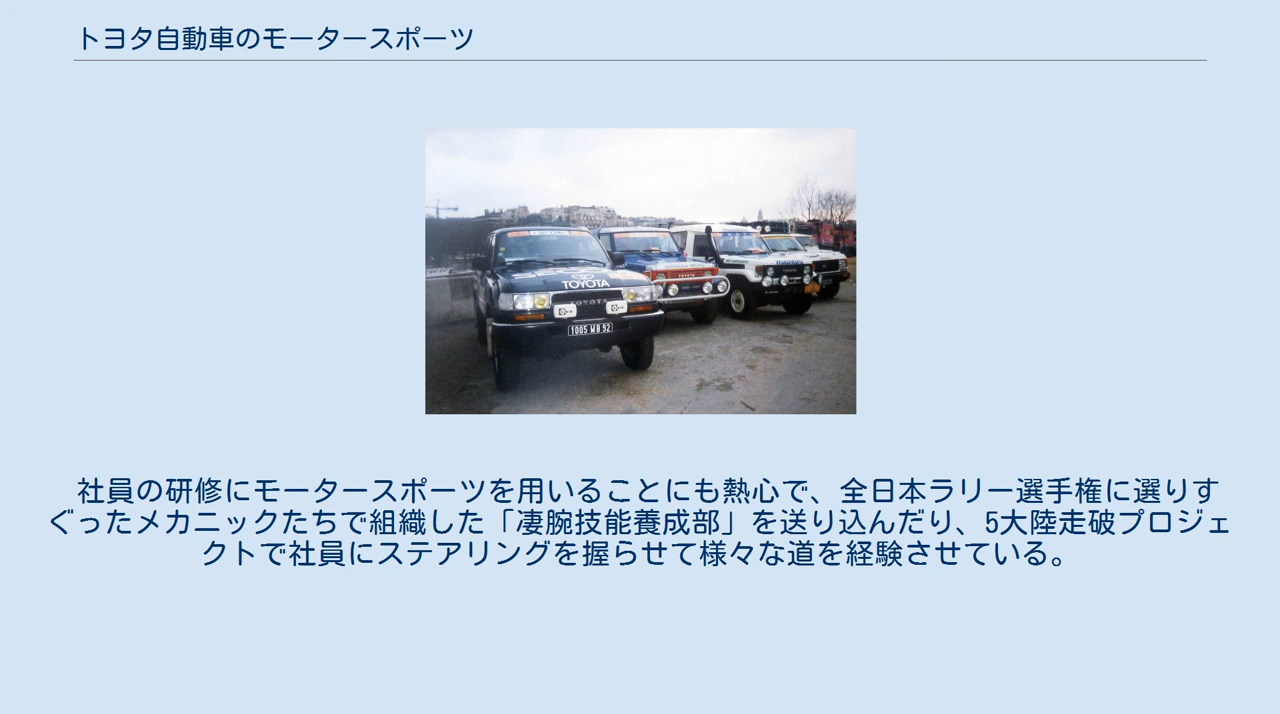 トヨタ自動車のモータースポーツ
TOYOTA
TOYOTA
TOYOTA
TOYOTA
1005 WB 92
社員の研修にモータースポーツを用いることにも熱心で、全日本ラリー選手権に選りす
ぐったメカニックたちで組織した「凄腕技能養成部」を送り込んだり、5大陸走破プロジェ
クトで社員にステアリングを握らせて様々な道を経験させている。